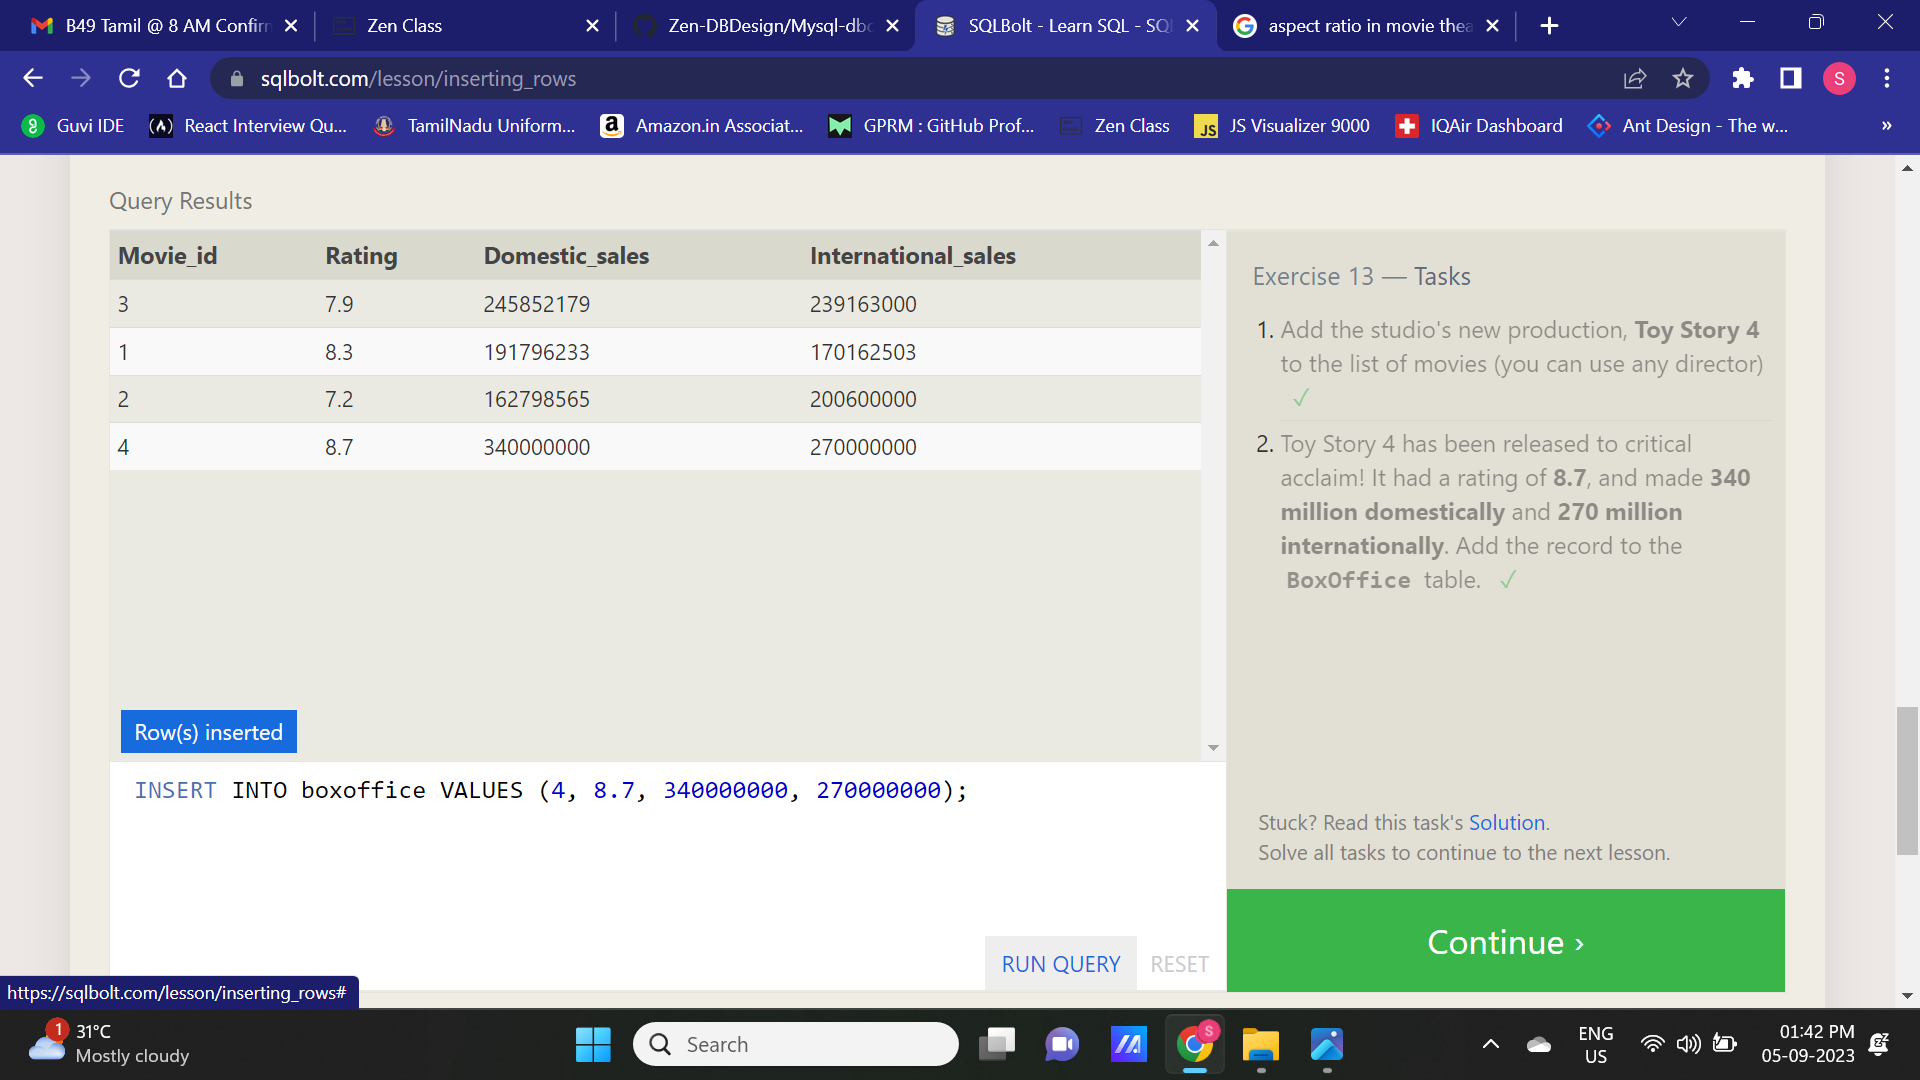 B49 Tamil @ 8 AM Confirm
Zen Class
Zen-DBDesign/Mysql-dbd
SQLBolt - Learn SQL - SQL
aspect ratio in movie thea
sqlbolt.com/lesson/inserting_rows
S
Guvi IDE
React Interview Qu...
TamilNadu Uniform...
Amazon.in Associat...
GPRM : GitHub Prof...
Zen Class
JS Visualizer 9000
IQAir Dashboard
Ant Design - The w...
»
Query Results
Movie_id Rating Domestic_sales International_sales
3 7.9 245852179 239163000
1 8.3 191796233 170162503
2 7.2 162798565 200600000
4 8.7 340000000 270000000
Row(s) inserted
INSERT INTO boxoffice VALUES (4, 8.7, 340000000, 270000000);
RUN QUERY RESET
Exercise 13 — Tasks
1. Add the studio's new production, Toy Story 4
to the list of movies (you can use any director)
✓
2. Toy Story 4 has been released to critical
acclaim! It had a rating of 8.7, and made 340
million domestically and 270 million
internationally. Add the record to the
BoxOffice table. ✓
Stuck? Read this task's Solution.
Solve all tasks to continue to the next lesson.
Continue ›
https://sqlbolt.com/lesson/inserting_rows#
1
31°C
Mostly cloudy
Search
S
ENG
US
01:42 PM
05-09-2023